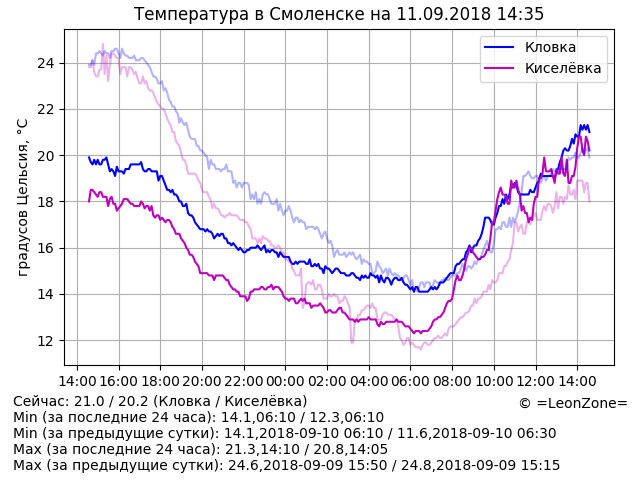 Температура в Смоленске на 11.09.2018 14:35
Кловка
Киселёвка
градусов Цельсия, °C
24
22
20
18
16
14
12
14:00 16:00 18:00 20:00 22:00 00:00 02:00 04:00 06:00 08:00 10:00 12:00 14:00
Сейчас: 21.0 / 20.2 (Кловка / Киселёвка)
© =LeonZone=
Min (за последние 24 часа): 14.1,06:10 / 12.3,06:10
Min (за предыдущие сутки): 14.1,2018-09-10 06:10 / 11.6,2018-09-10 06:30
Max (за последние 24 часа): 21.3,14:10 / 20.8,14:05
Max (за предыдущие сутки): 24.6,2018-09-09 15:50 / 24.8,2018-09-09 15:15